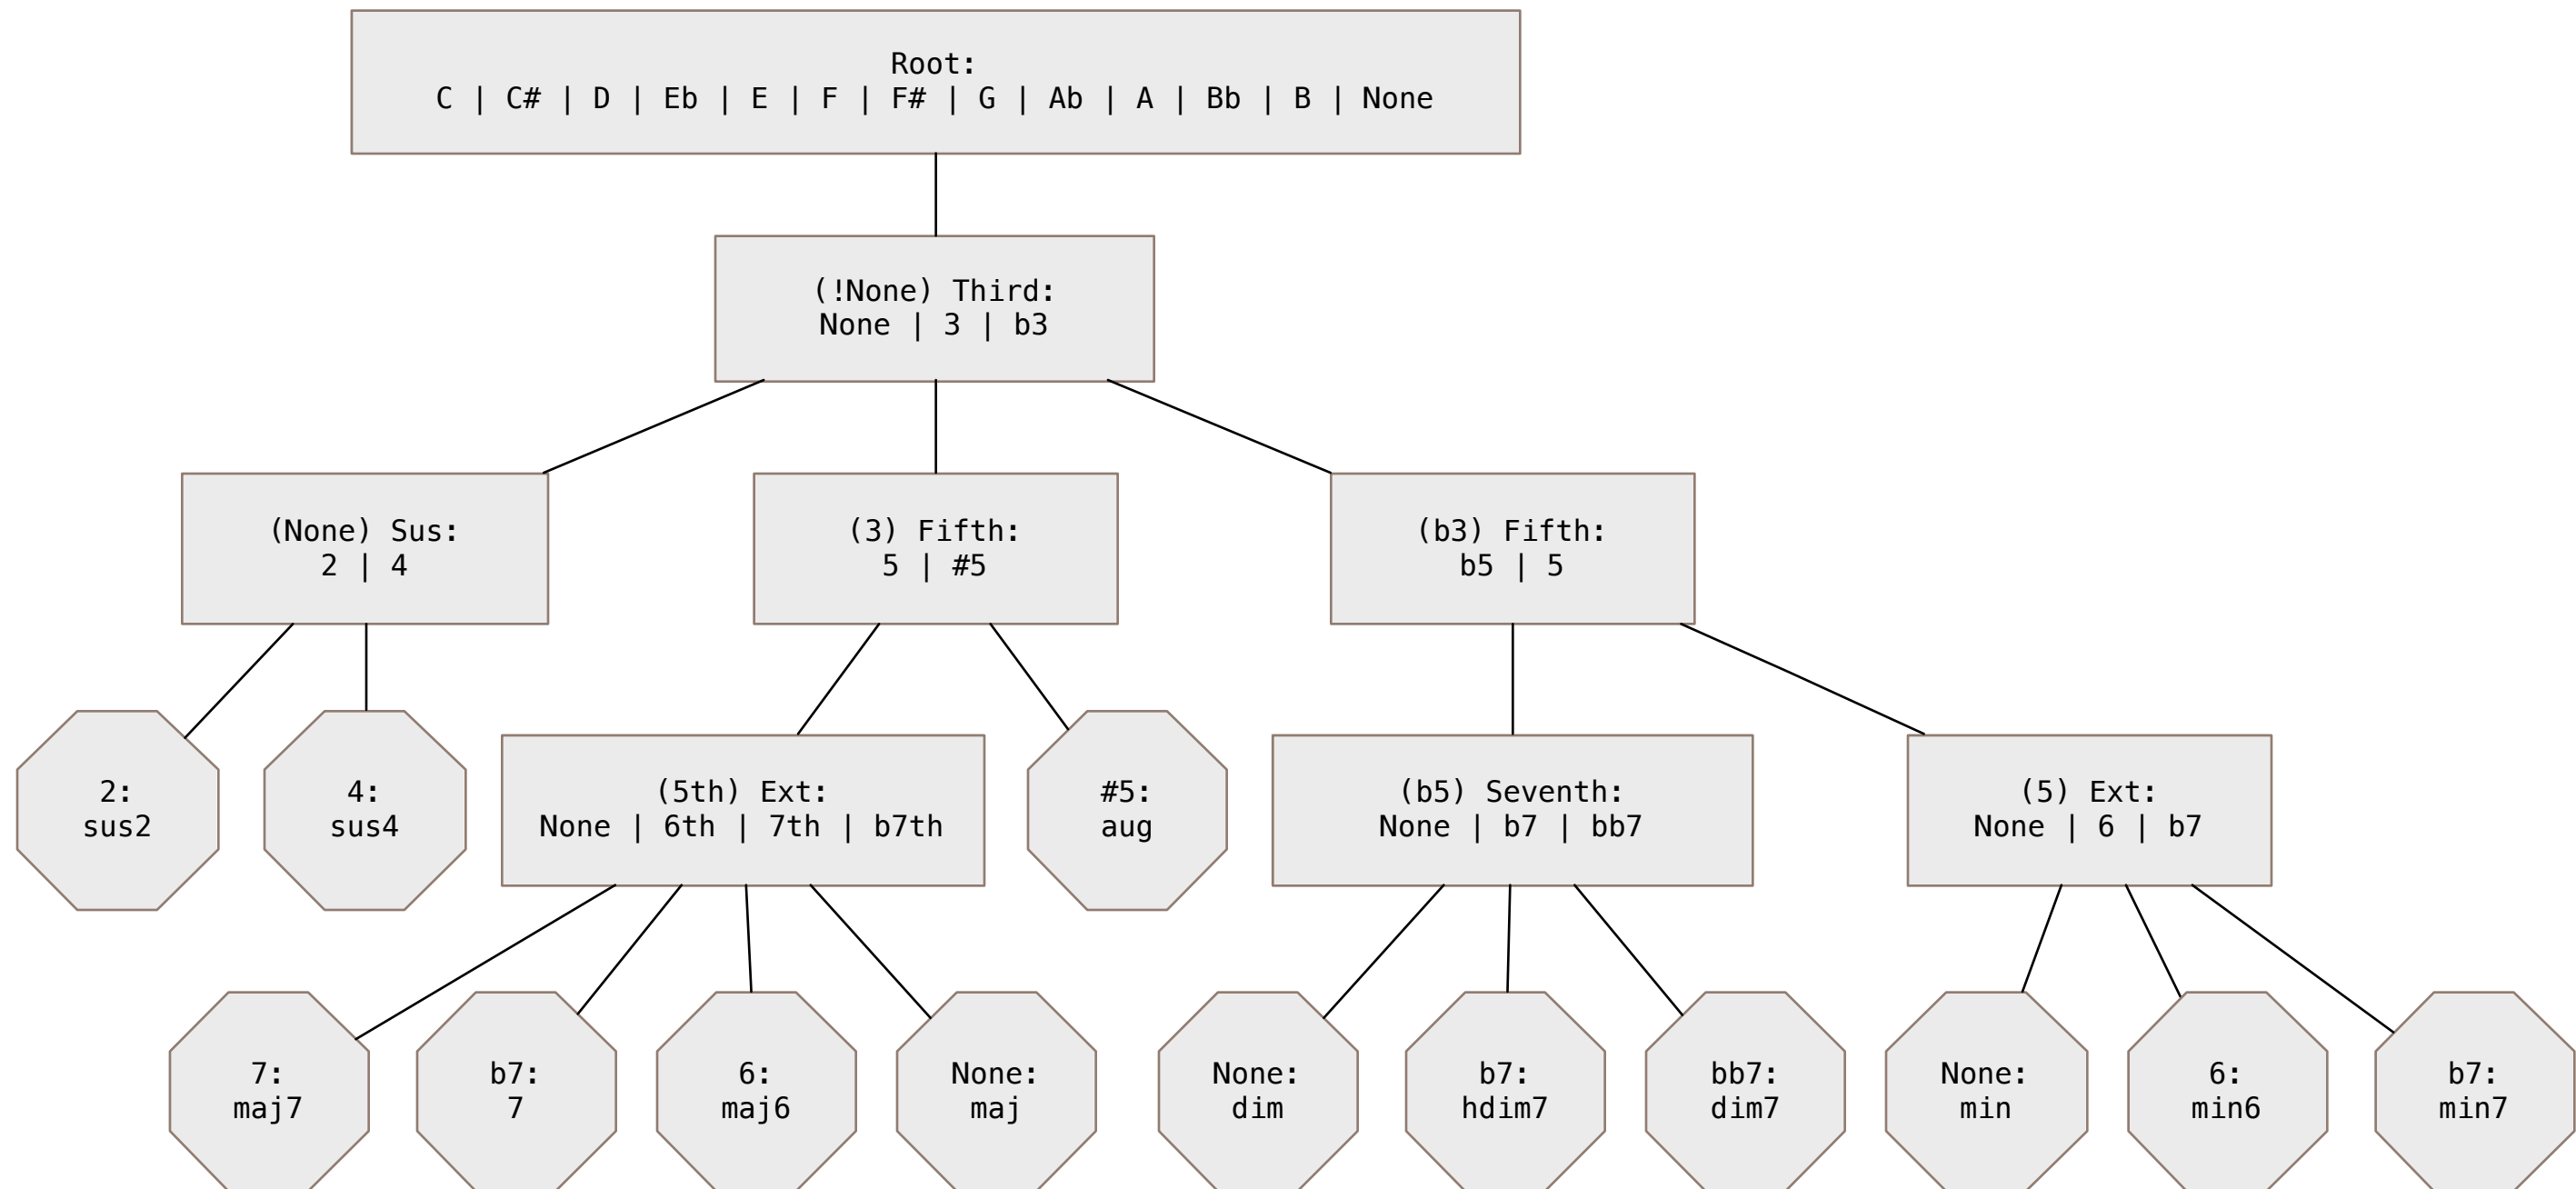 Root:
C | C# | D | Eb | E | F | F# | G | Ab | A | Bb | B | None
(!None) Third:
None | 3 | b3
(None) Sus:
2 | 4
(3) Fifth:
5 | #5
(b3) Fifth:
b5 | 5
2:
sus2
4:
sus4
(5th) Ext:
None | 6th | 7th | b7th
#5:
aug
(b5) Seventh:
None | b7 | bb7
(5) Ext:
None | 6 | b7
7:
maj7
b7:
7
6:
maj6
None:
maj
None:
dim
b7:
hdim7
bb7:
dim7
None:
min
6:
min6
b7:
min7